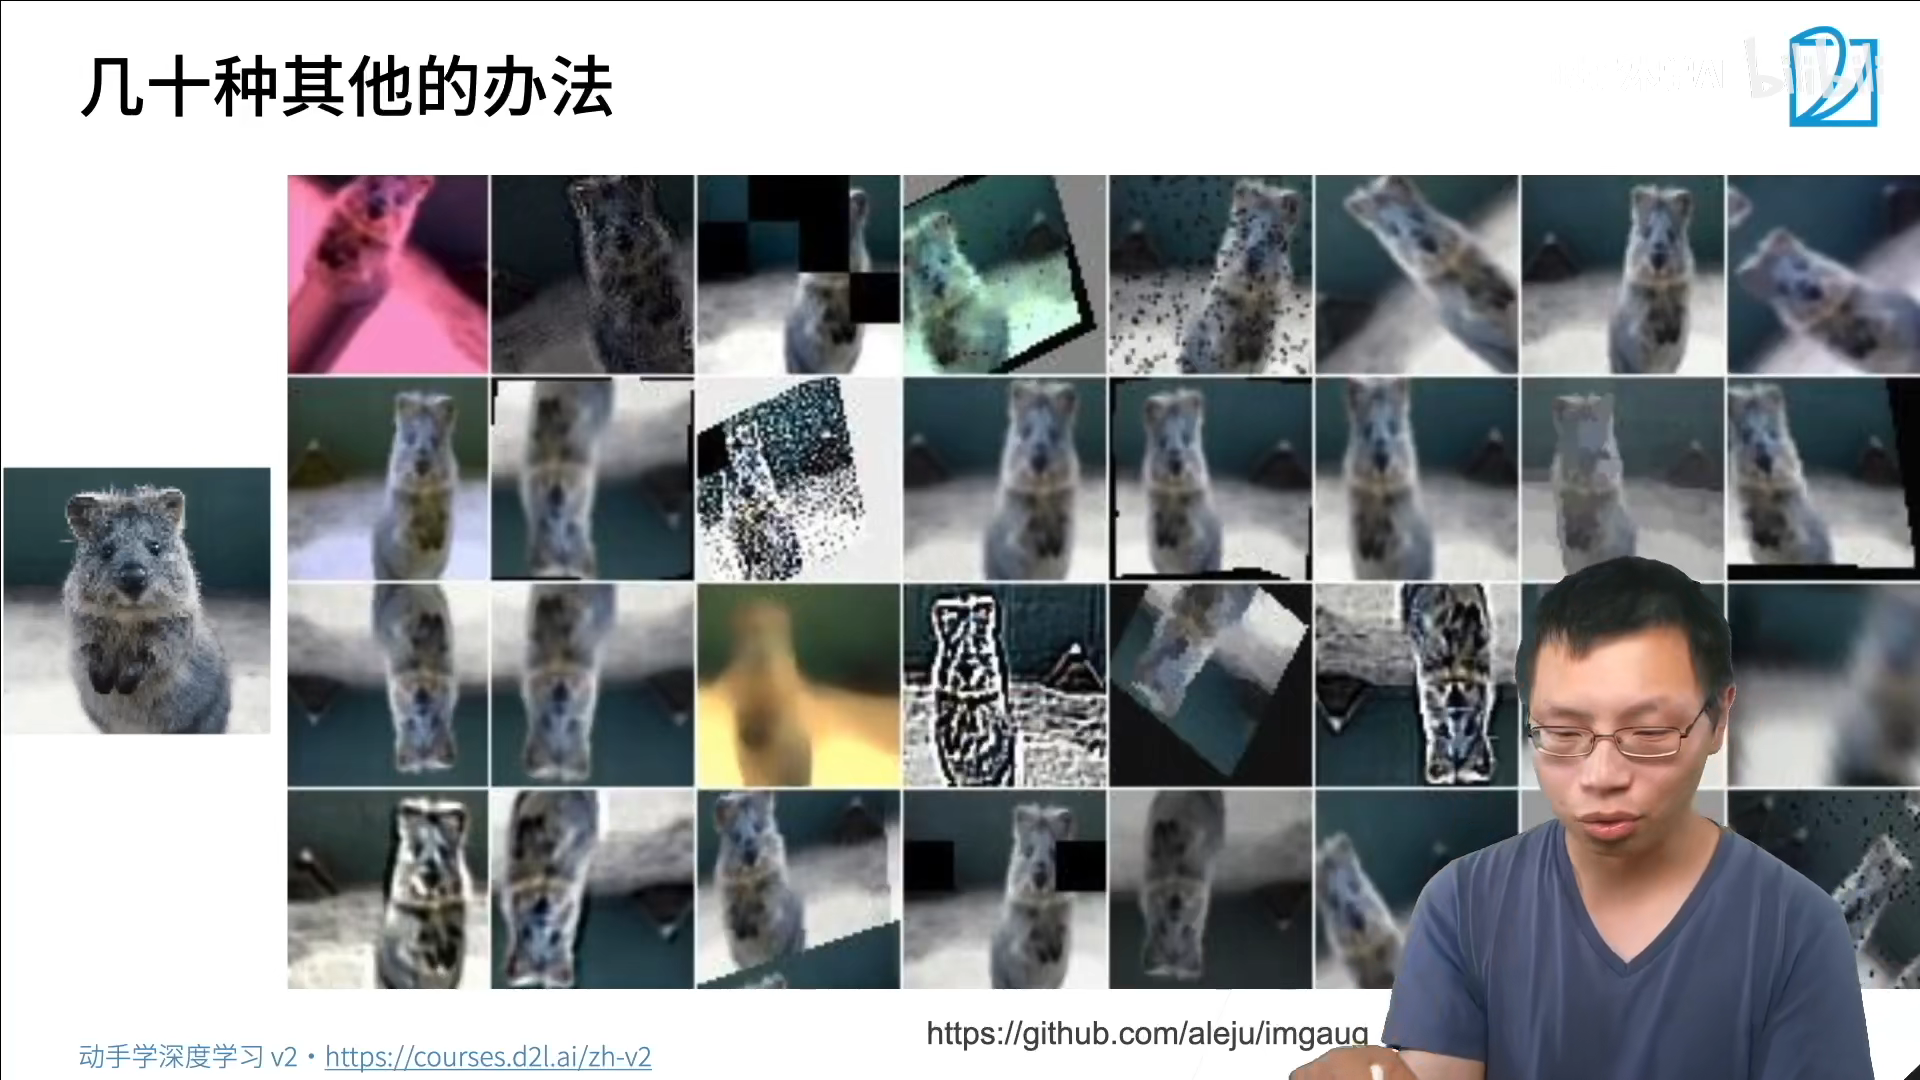 几十种其他的办法
bilibili
https://github.com/aleju/imgaug
动手学深度学习 v2 • https://courses.d2l.ai/zh-v2